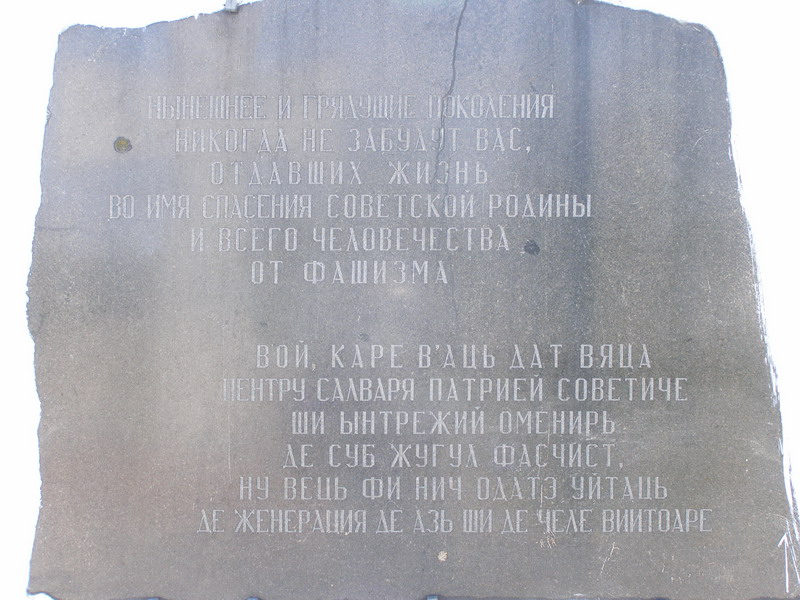 НЫНЕШНЕЕ И ГРЯДУЩИЕ ПОКОЛЕНИЯ
НИКОГДА НЕ ЗАБУДУТ ВАС,
ОТДАВШИХ ЖИЗНЬ
ВО ИМЯ СПАСЕНИЯ СОВЕТСКОЙ РОДИНЫ
И ВСЕГО ЧЕЛОВЕЧЕСТВА
ОТ ФАШИЗМА
ВОЙ, КАРЕ В'АЦЬ ДАТ ВЯЦА
ПЕНТРУ САЛВАРЯ ПАТРИЕЙ СОВЕТИЧЕ
ШИ ЫНТРЕЖИЙ ОМЕНИРЬ
ДЕ СУБ ЖУГУЛ ФАСЧИСТ,
НУ ВЕЦЬ ФИ НИЧ ОДАТЭ УЙТАЦЬ
ДЕ ЖЕНЕРАЦИЯ ДЕ АЗЬ ШИ ДЕ ЧЕЛЕ ВИИТОАРЕ